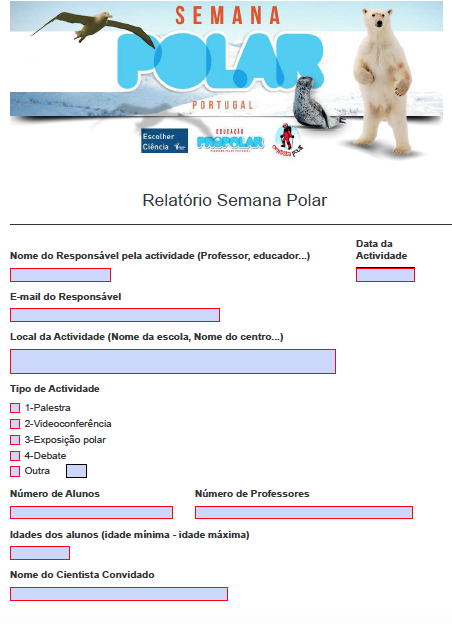 SEMANA
POLAR
PORTUGAL
Escolher
Ciência
EDUCAÇÃO
PROPOLAR
Relatório Semana Polar
Nome do Responsável pela actividade (Professor, educador...)
Data da
Actividade
E-mail do Responsável
Local da Actividade (Nome da escola, Nome do centro...)
Tipo de Actividade
1-Palestra
2-Videoconferência
3-Exposição polar
4-Debate
Outra
Número de Alunos
Número de Professores
Idades dos alunos (idade mínima - idade máxima)
Nome do Cientista Convidado